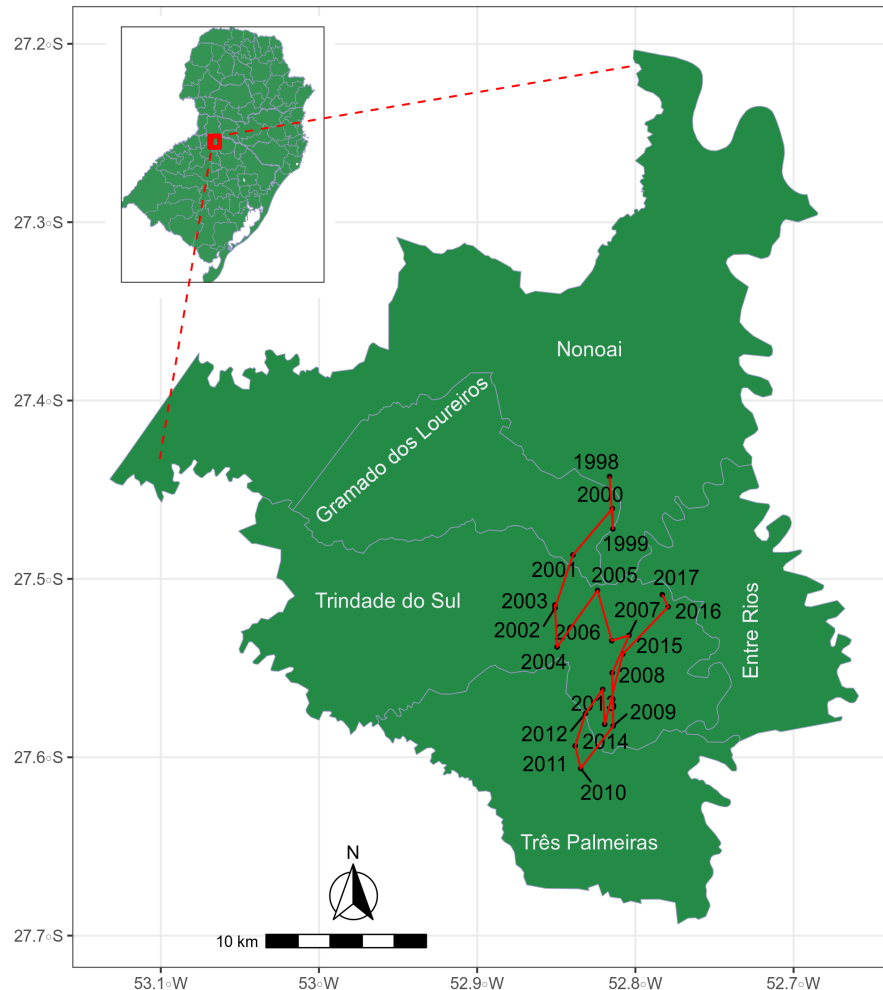 27.2°S
27.3°S
Nonoai
27.4°S
Gramado dos Loureiros
1998
2000
1999
27.5°S
2001
2005
2017
2003
Trindade do Sul
2007
2016
2002
2006
Entre Rios
2004
2015
2008
2013
2009
2012
2014
27.6°S
2011
2010
Três Palmeiras
N
27.7°S
10 km
53.1°W
53°W
52.9°W
52.8°W
52.7°W